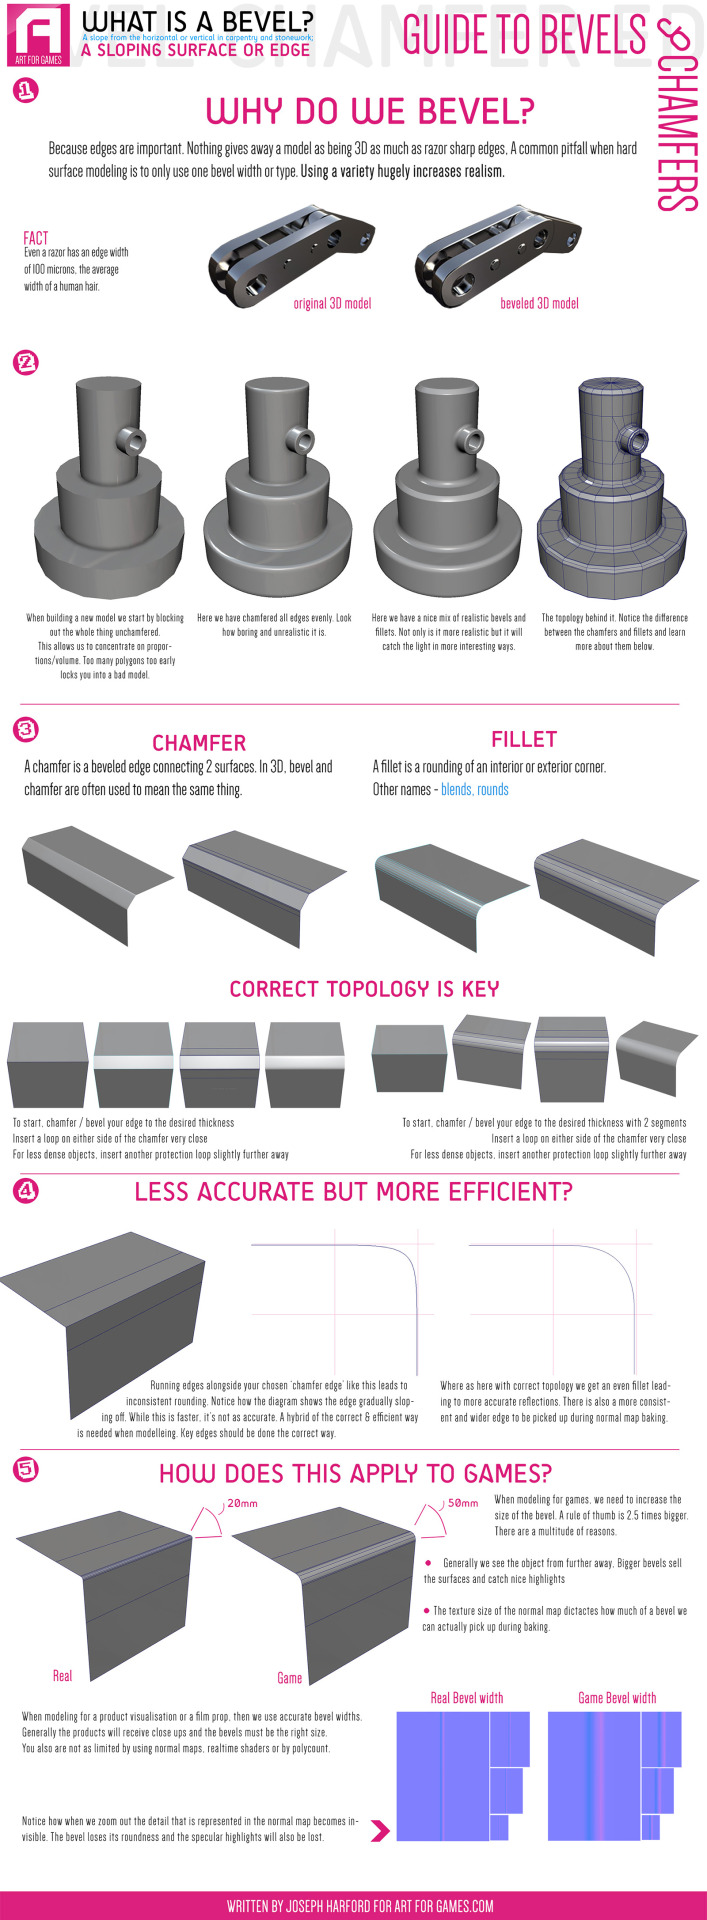 ART FOR GAMES
WHAT IS A BEVEL?
A slope from the horizontal or vertical in carpentry and stonework;
A SLOPING SURFACE OR EDGE
GUIDE TO BEVELS
& CHAMFERS
1
WHY DO WE BEVEL?
Because edges are important. Nothing gives away a model as being 3D as much as razor sharp edges, A common pitfall when hard
surface modeling is to only use one bevel width or type. Using a variety hugely increases realism.
FACT
Even a razor has an edge width
of 100 microns, the average
width of a human hair.
original 3D model
beveled 3D model
2
When building a new model we start by blocking
out the whole thing unchamfered.
This allows us to concentrate on propor-
tions/volume. Too many polygons too early
locks you into a bad model.
Here we have chamfered all edges evenly. Look
how boring and unrealistic it is.
Here we have a nice mix of realistic bevels and
fillets. Not only is it more realistic but it will
catch the light in more interesting ways.
The topology behind it. Notice the difference
between the chamfers and fillets and learn
more about them below.
3
CHAMFER
A chamfer is a beveled edge connecting 2 surfaces. In 3D, bevel and
chamfer are often used to mean the same thing.
FILLET
A fillet is a rounding of an interior or exterior corner.
Other names - blends, rounds
CORRECT TOPOLOGY IS KEY
To start, chamfer / bevel your edge to the desired thickness
Insert a loop on either side of the chamfer very close
For less dense objects, insert another protection loop slightly further away
To start, chamfer / bevel your edge to the desired thickness with 2 segments
Insert a loop on either side of the chamfer very close
For less dense objects, insert another protection loop slightly further away
4
LESS ACCURATE BUT MORE EFFICIENT?
Running edges alongside your chosen 'chamfer edge' like this leads to
inconsistent rounding. Notice how the diagram shows the edge gradually slop-
ing off. While this is faster, it's not as accurate. A hybrid of the correct & efficient way
is needed when modelleing. Key edges should be done the correct way.
Where as here with correct topology we get an even fillet lead-
ing to more accurate reflections. There is also a more consist-
ent and wider edge to be picked up during normal map baking.
5
HOW DOES THIS APPLY TO GAMES?
20mm
50mm
When modeling for games, we need to increase the
size of the bevel. A rule of thumb is 2.5 times bigger.
There are a multitude of reasons.
• Generally we see the object from further away, Bigger bevels sell
the surfaces and catch nice highlights
• The texture size of the normal map dictactes how much of a bevel we
can actually pick up during baking.
Real
Game
When modeling for a product visualisation or a film prop, then we use accurate bevel widths.
Generally the products will receive close ups and the bevels must be the right size.
You also are not as limited by using normal maps, realtime shaders or by polycount.
Real Bevel width
Game Bevel width
Notice how when we zoom out the detail that is represented in the normal map becomes in-
visible. The bevel loses its roundness and the specular highlights will also be lost.
WRITTEN BY JOSEPH HARFORD FOR ART FOR GAMES.COM